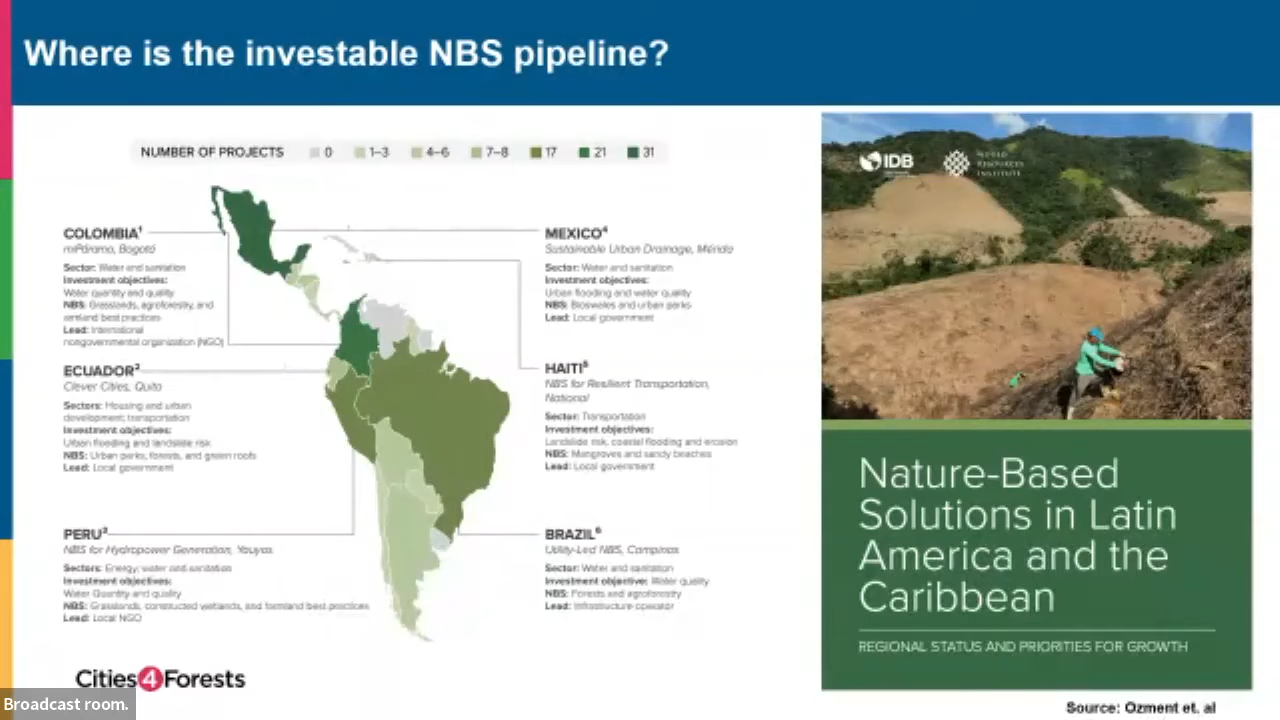 Where is the investable NBS pipeline?
NUMBER OF PROJECTS 0 1–3 4–6 7–8 17 21 31
COLOMBIA¹
miPáramo, Bogotá
Sector: Water and sanitation
Investment objectives:
Water quantity and quality
NBS: Grasslands, agroforestry, and
wetland best practices
Lead: International
nongovernmental organization (NGO)
ECUADOR²
Clever Cities, Quito
Sectors: Housing and urban
development; transportation
Investment objectives:
Urban flooding and landslide risk
NBS: Urban parks, forests, and green roofs
Lead: Local government
PERU³
NBS for Hydropower Generation, Yauyos
Sectors: Energy; water and sanitation
Investment objectives:
Water Quantity and quality
NBS: Grasslands, constructed wetlands, and farmland best practices
Lead: Local NGO
MEXICO⁴
Sustainable Urban Drainage, Mérida
Sector: Water and sanitation
Investment objectives:
Urban flooding and water quality
NBS: Bioswales and urban parks
Lead: Local government
HAITI⁵
NBS for Resilient Transportation,
National
Sector: Transportation
Investment objectives:
Landslide risk, coastal flooding and erosion
NBS: Mangroves and sandy beaches
Lead: Local government
BRAZIL⁶
Utility-Led NBS, Campinas
Sector: Water and sanitation
Investment objective: Water quality
NBS: Forests and agroforestry
Lead: Infrastructure operator
IDB
WORLD
RESOURCES
INSTITUTE
Nature-Based
Solutions in Latin
America and the
Caribbean
REGIONAL STATUS AND PRIORITIES FOR GROWTH
Cities4Forests
Broadcast room.
Source: Ozment et. al